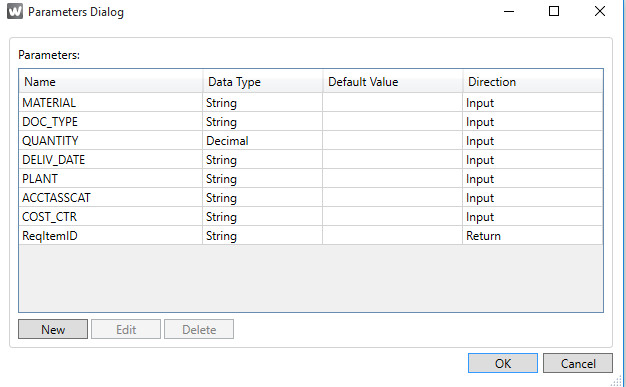 W Parameters Dialog
Parameters:
Name Data Type Default Value Direction
MATERIAL String Input
DOC_TYPE String Input
QUANTITY Decimal Input
DELIV_DATE String Input
PLANT String Input
ACCTASSCAT String Input
COST_CTR String Input
ReqItemID String Return
New Edit Delete
OK Cancel